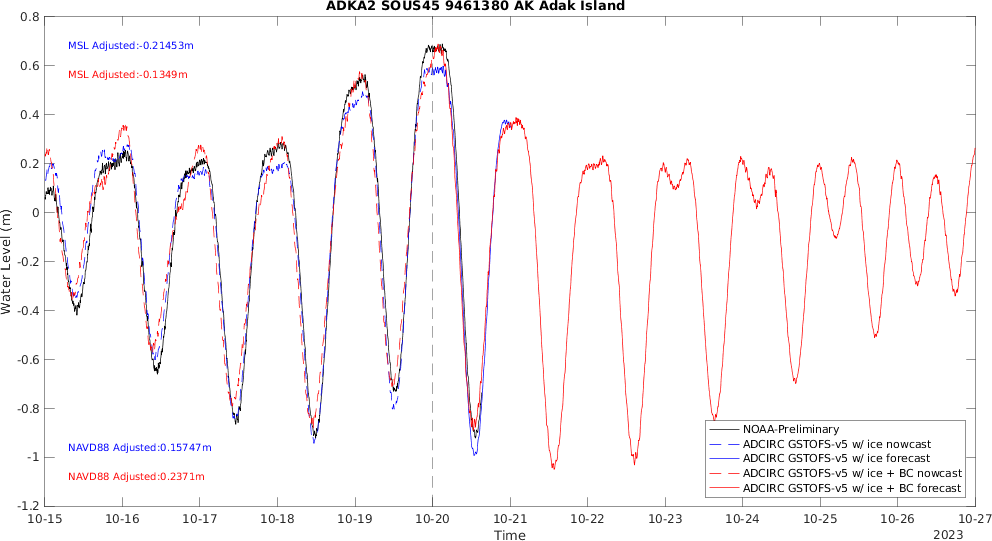 ADKA2 SOUS45 9461380 AK Adak Island
0.8
0.6
0.4
0.2
0
-0.2
-0.4
-0.6
-0.8
-1
-1.2
Water Level (m)
MSL Adjusted:-0.21453m
MSL Adjusted:-0.1349m
NAVD88 Adjusted:0.15747m
NAVD88 Adjusted:0.2371m
NOAA-Preliminary
ADCIRC GSTOFS-v5 w/ ice nowcast
ADCIRC GSTOFS-v5 w/ ice forecast
ADCIRC GSTOFS-v5 w/ ice + BC nowcast
ADCIRC GSTOFS-v5 w/ ice + BC forecast
10-15 10-16 10-17 10-18 10-19 10-20 10-21 10-22 10-23 10-24 10-25 10-26 10-27
Time
2023